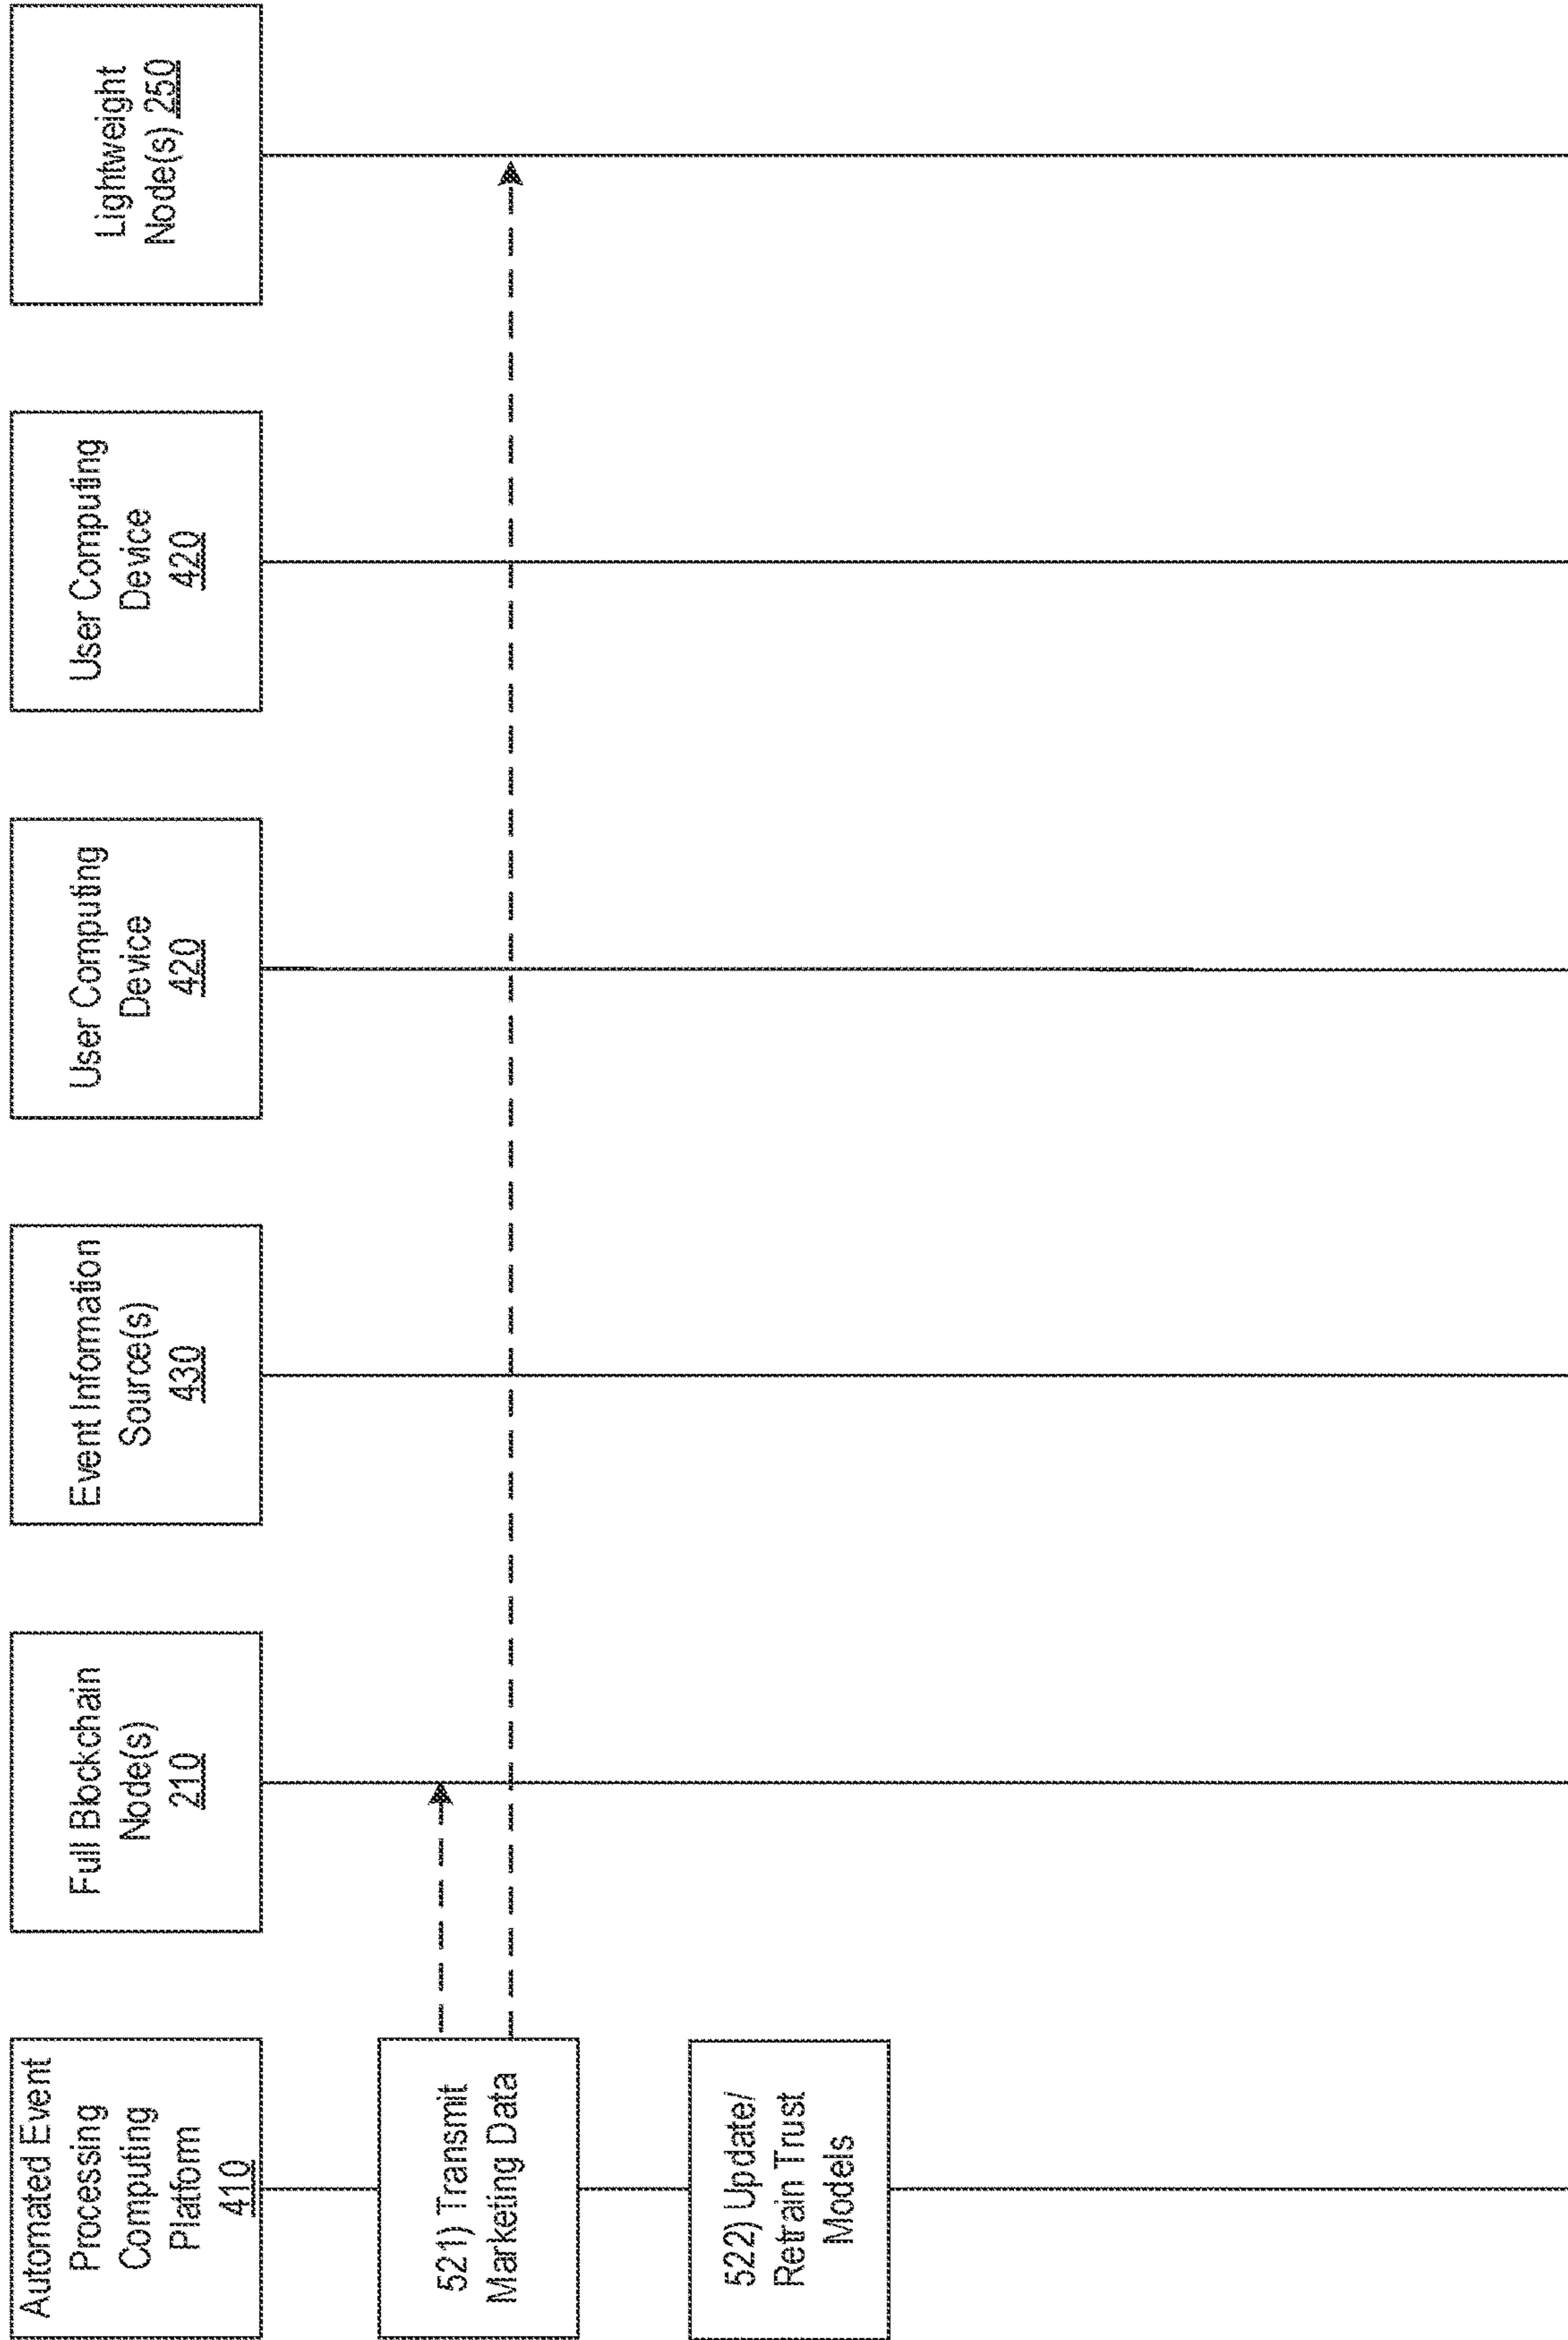 Automated Event
Processing
Computing
Platform
410
Full Blockchain
Node(s)
210
Event Information
Source(s)
430
User Computing
Device
420
User Computing
Device
420
Lightweight
Node(s) 250
521) Transmit
Marketing Data
522) Update/
Retrain Trust
Models